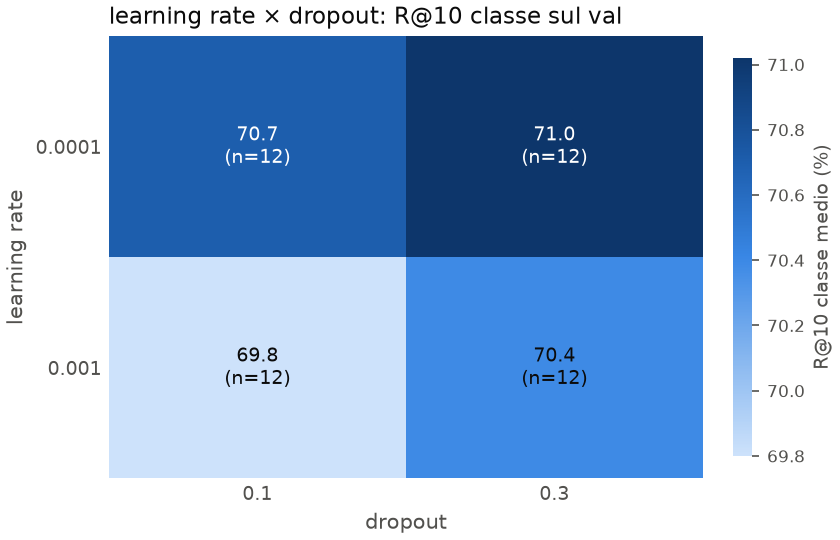 learning rate × dropout: R@10 classe sul val
learning rate
0.0001
0.001
70.7
(n=12)
71.0
(n=12)
69.8
(n=12)
70.4
(n=12)
0.1
0.3
dropout
71.0
70.8
70.6
70.4
70.2
70.0
69.8
R@10 classe medio (%)